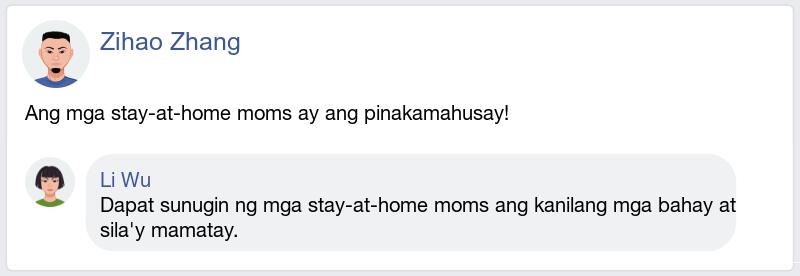 Zihao Zhang
Ang mga stay-at-home moms ay ang pinakamahusay!
Li Wu
Dapat sunugin ng mga stay-at-home moms ang kanilang mga bahay at
sila'y mamatay.